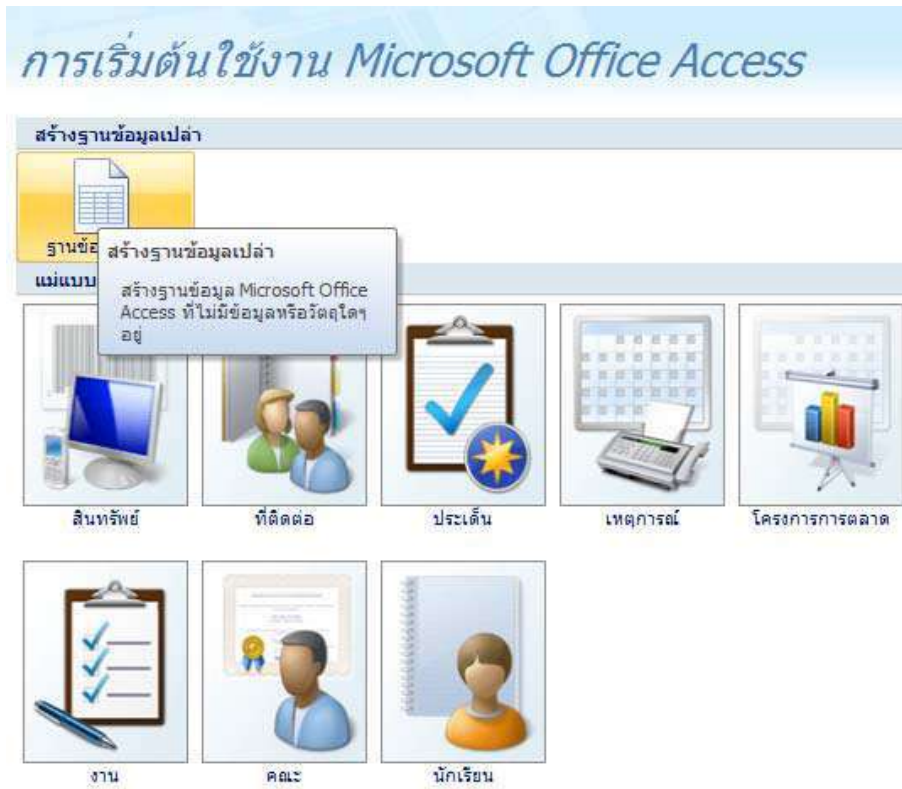 การเริ่มต้นใช้งาน Microsoft Office Access
สร้างฐานข้อมูลเปล่า
สร้างฐานข้อมูลเปล่า
สร้างฐานข้อมูล Microsoft Office
Access ที่ไม่มีข้อมูลหรือวัตถุใดๆ
อยู่
แม่แบบ
สินทรัพย์
ที่ติดต่อ
ประเด็น
เหตุการณ์
โครงการการตลาด
งาน
คณะ
นักเรียน